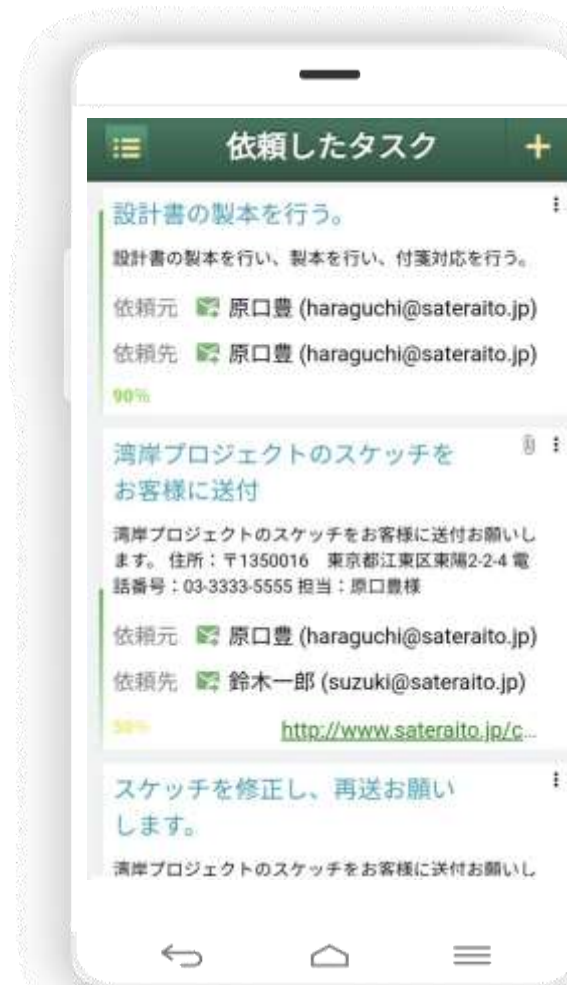 依頼したタスク
設計書の製本を行う。
設計書の製本を行い、製本を行い、付箋対応を行う。
依頼元 原口豊 (haraguchi@sateraito.jp)
依頼先 原口豊 (haraguchi@sateraito.jp)
90%
湾岸プロジェクトのスケッチを
お客様に送付
湾岸プロジェクトのスケッチをお客様に送付お願いし
ます。 住所：〒1350016　東京都江東区東陽2-2-4 電
話番号：03-3333-5555 担当：原口豊様
依頼元 原口豊 (haraguchi@sateraito.jp)
依頼先 鈴木一郎 (suzuki@sateraito.jp)
50% http://www.sateraito.jp/c...
スケッチを修正し、再送お願い
します。
湾岸プロジェクトのスケッチをお客様に送付お願いし